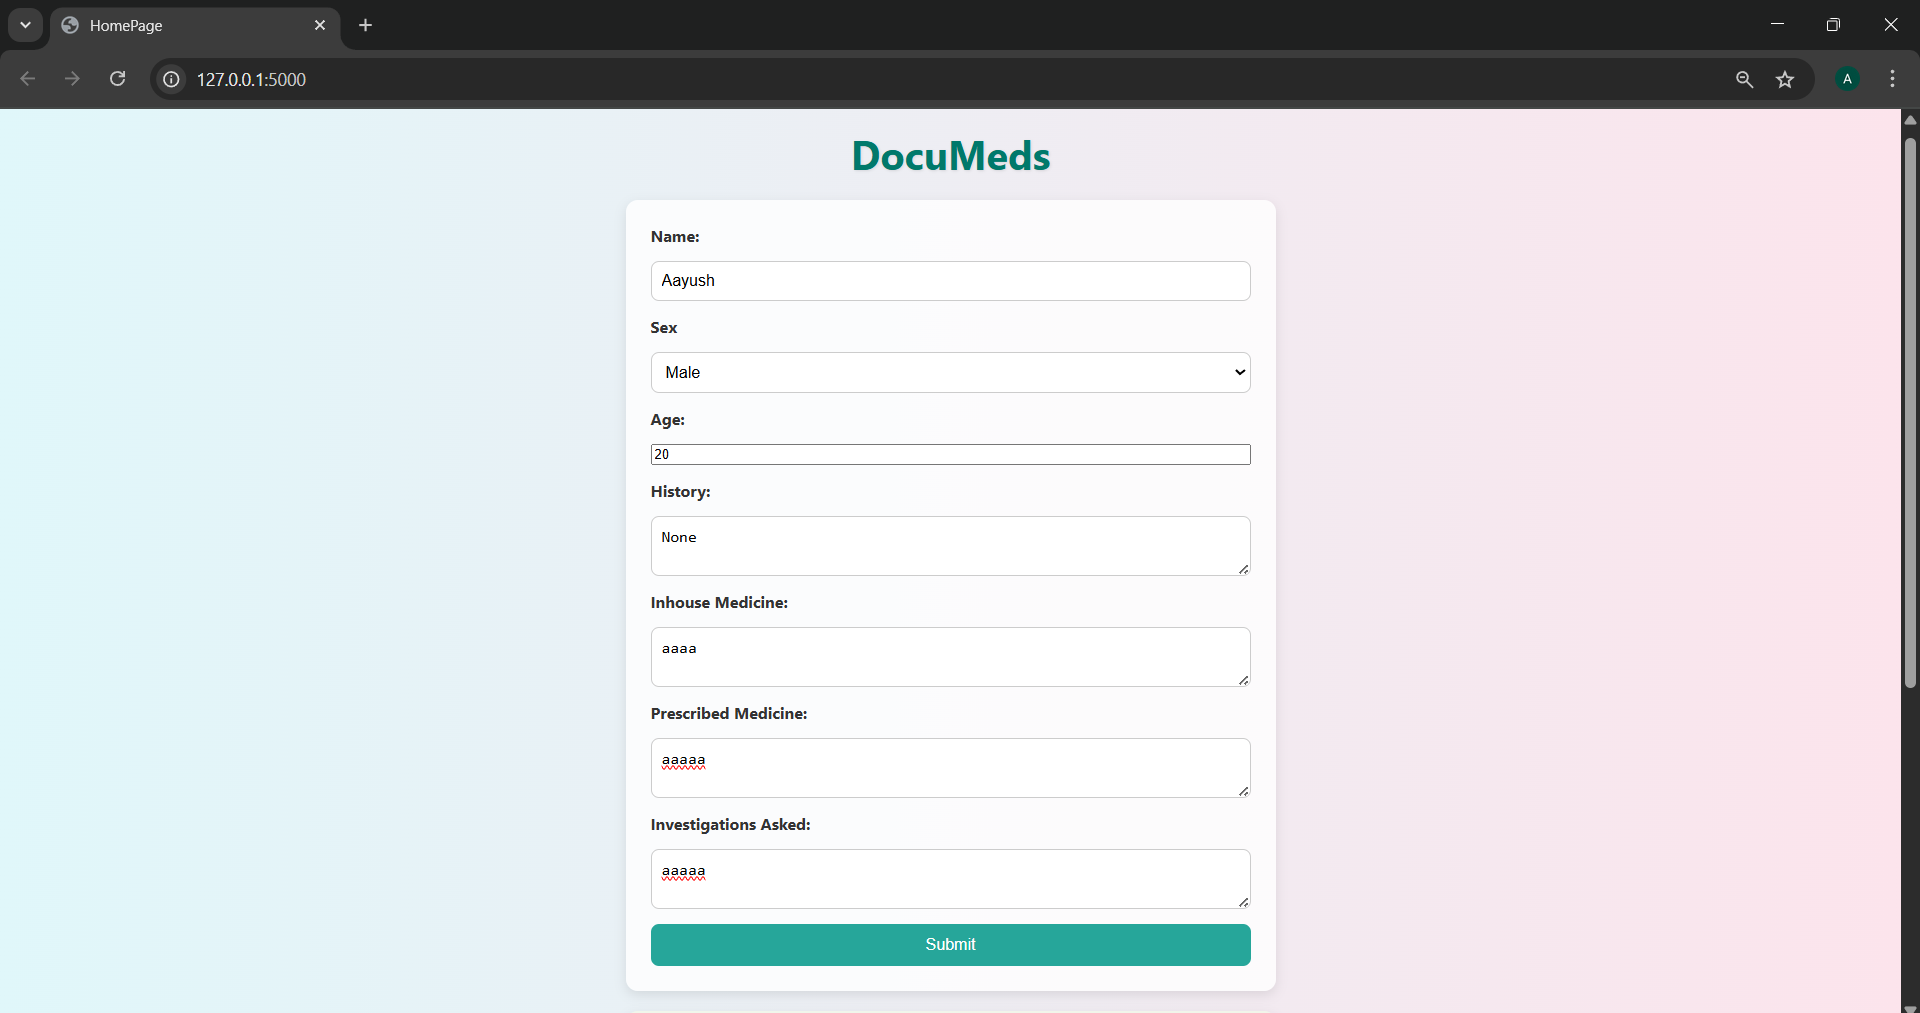 HomePage
127.0.0.1:5000
A
DocuMeds
Name:
Aayush
Sex
Male
Age:
20
History:
None
Inhouse Medicine:
aaaa
Prescribed Medicine:
aaaaa
Investigations Asked:
aaaaa
Submit